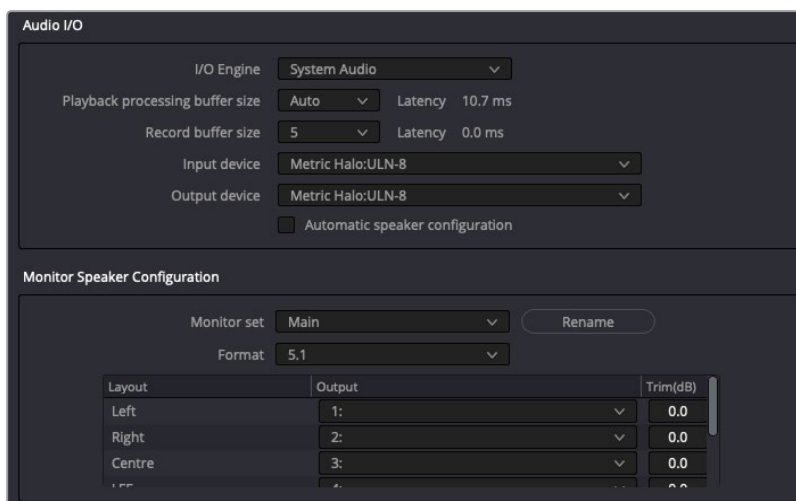 Audio I/O
I/O Engine System Audio
Playback processing buffer size Auto Latency 10.7 ms
Record buffer size 5 Latency 0.0 ms
Input device Metric Halo:ULN-8
Output device Metric Halo:ULN-8
Automatic speaker configuration
Monitor Speaker Configuration
Monitor set Main Rename
Format 5.1
Layout Output Trim(dB)
Left 1: 0.0
Right 2: 0.0
Centre 3: 0.0